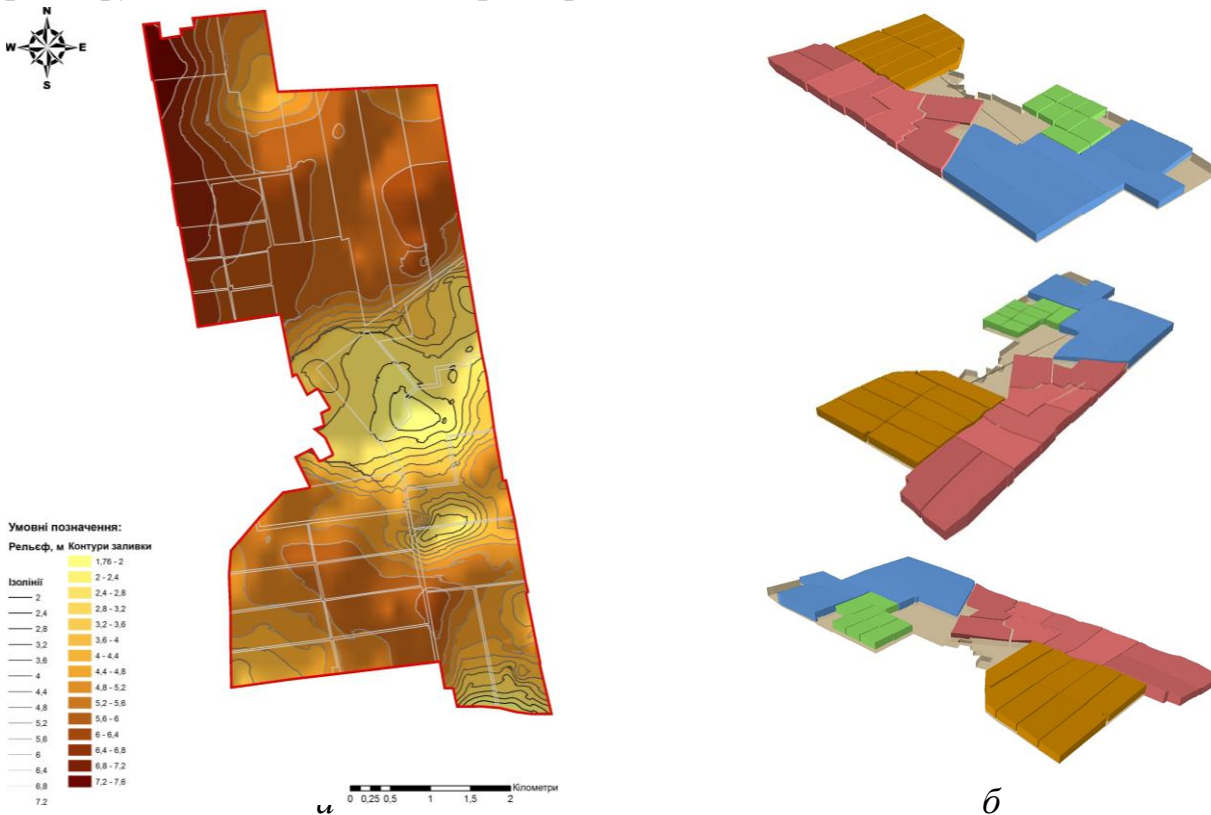 N
W E
S
Умовні позначення:
Рельєф, м Контури заливки
1,76 - 2
2 - 2,4
Ізолінії
2,4 - 2,8
2
2,8 - 3,2
2,4
3,2 - 3,6
2,8
3,6 - 4
3,2
4 - 4,4
3,6
4,4 - 4,8
4
4,8 - 5,2
4,4
5,2 - 5,6
4,8
5,6 - 6
5,2
6 - 6,4
5,6
6,4 - 6,8
6
6,8 - 7,2
6,4
7,2 - 7,6
6,8
7.2
Кілометри
0 0,25 0,5 1 1,5 2
а б